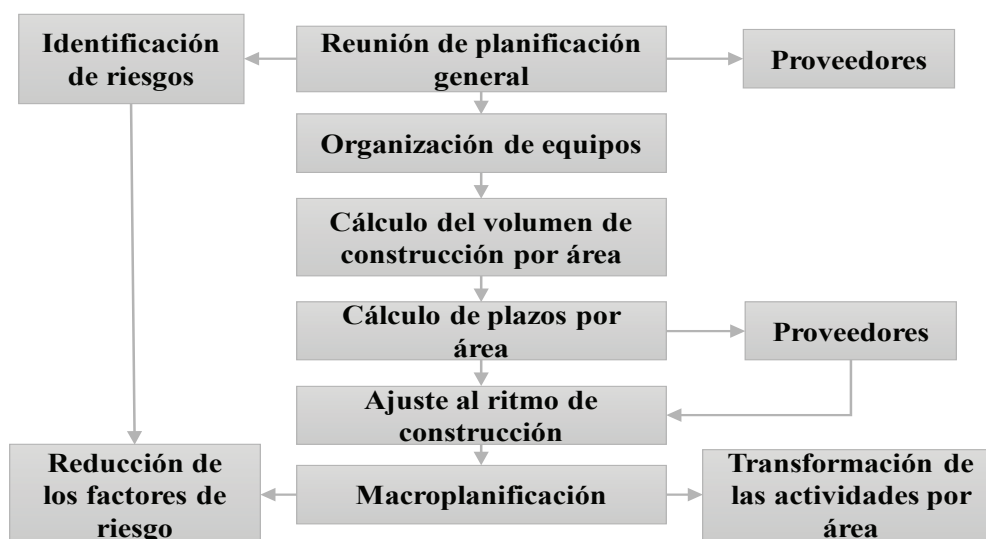 Identificación
de riesgos
Reunión de planificación
general
Proveedores
Organización de equipos
Cálculo del volumen de
construcción por área
Cálculo de plazos por
área
Proveedores
Ajuste al ritmo de
construcción
Reducción de
los factores de
riesgo
Macroplanificación
Transformación de
las actividades por
área